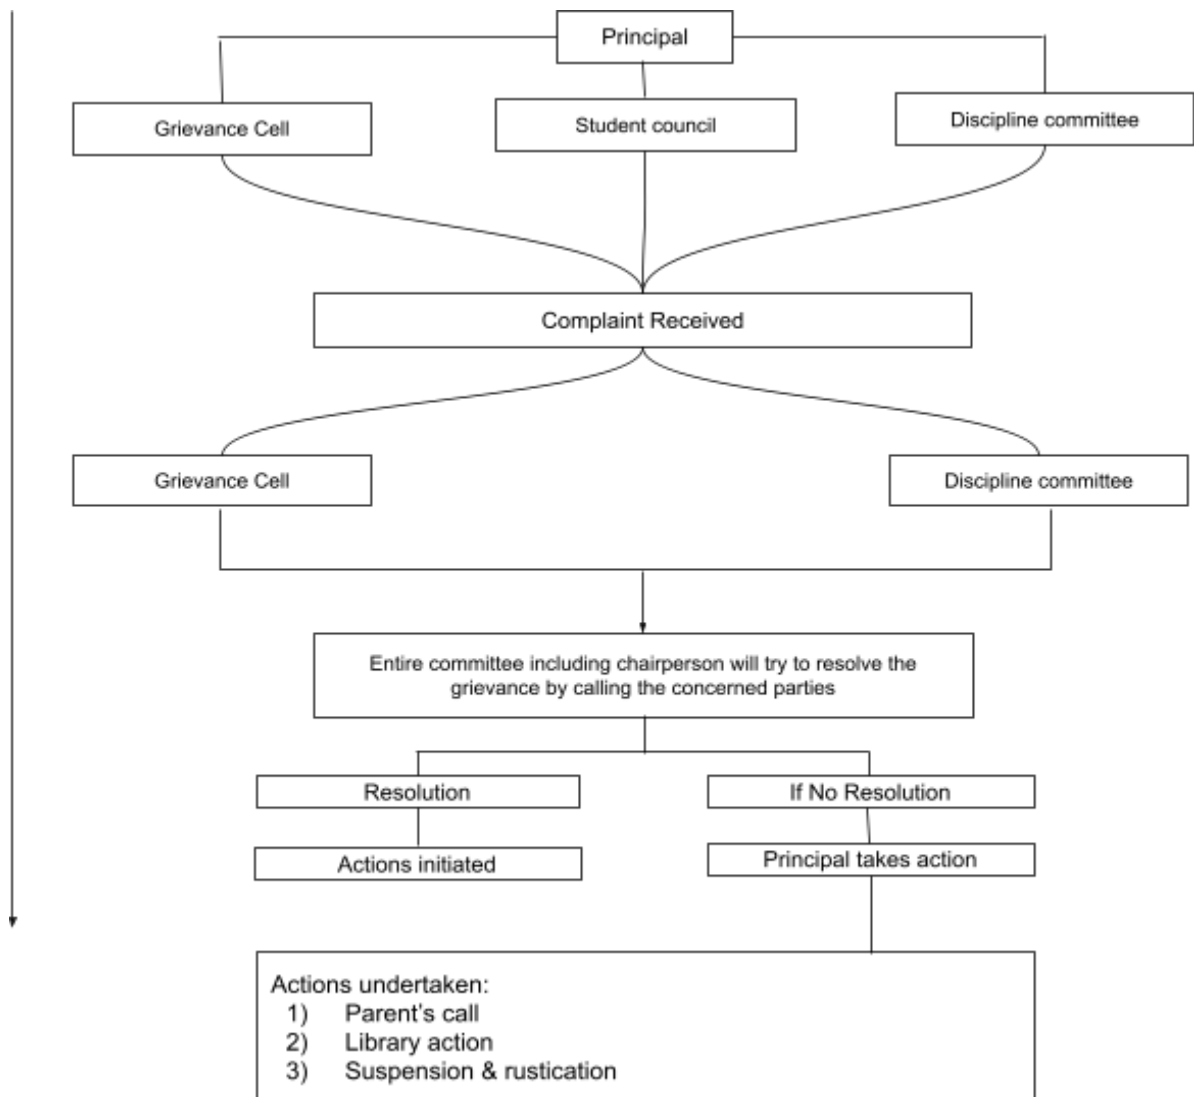 Principal
Grievance Cell
Student council
Discipline committee
Complaint Received
Grievance Cell
Discipline committee
Entire committee including chairperson will try to resolve the
grievance by calling the concerned parties
Resolution
If No Resolution
Actions initiated
Principal takes action
Actions undertaken:
1) Parent's call
2) Library action
3) Suspension & rustication